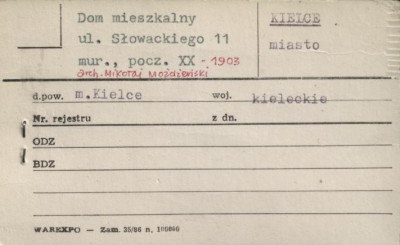 Dom mieszkalny
ul. Słowackiego 11
mur., pocz. XX - 1903
arch. Mikołaj Możdżeński
KIELCE
miasto
d.pow. m.Kielce woj. kieleckie
Nr. rejestru z dn.
ODZ
BDZ
WAREXPO — Zam. 35/86 n. 100000